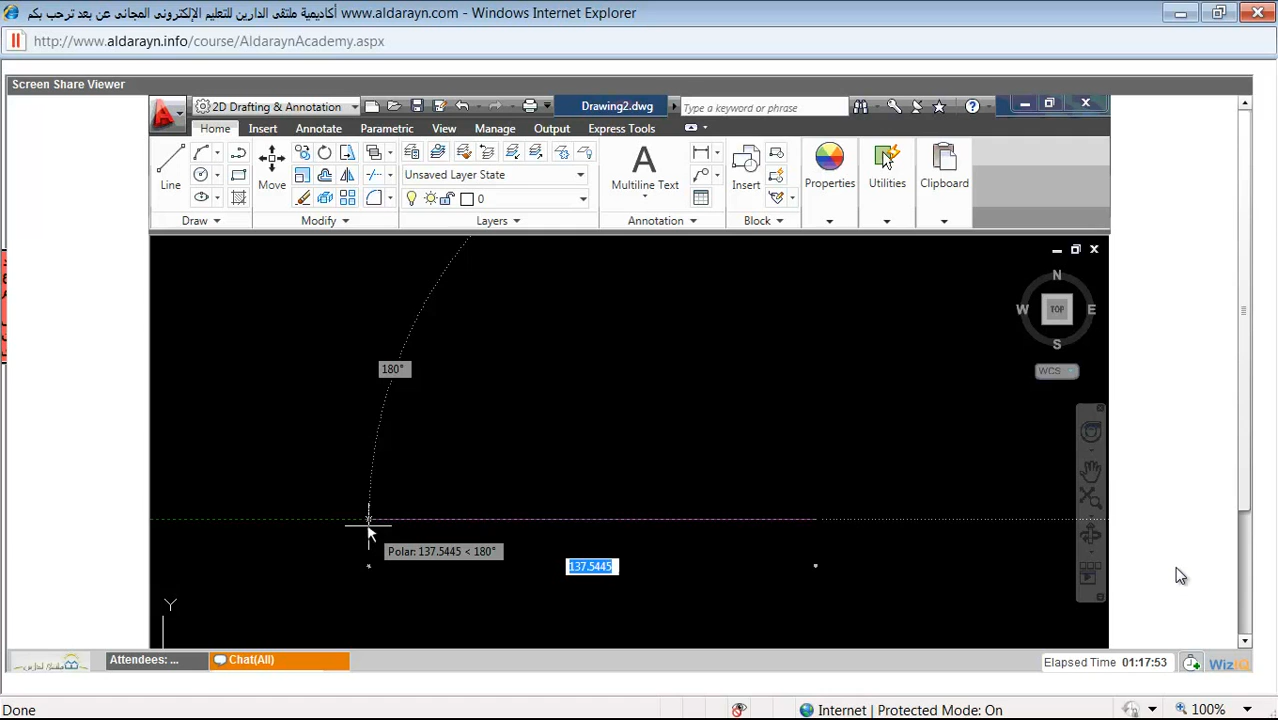 أكاديمية ملتقى الدارين للتعليم الإلكترونى المجانى عن بعد ترحب بكم www.aldarayn.com - Windows Internet Explorer
http://www.aldarayn.info/course/AldaraynAcademy.aspx
Screen Share Viewer
2D Drafting & Annotation
Drawing2.dwg
Type a keyword or phrase
Home Insert Annotate Parametric View Manage Output Express Tools
Line
Move
Unsaved Layer State
0
A
Multiline Text
Insert
Properties
Utilities
Clipboard
Draw
Modify
Layers
Annotation
Block
N
W
TOP
E
S
WCS
180°
Polar: 137.5445 < 180°
137.5445
Y
Attendees: ...
Chat(All)
Elapsed Time 01:17:53
WizIQ
Done
Internet | Protected Mode: On
100%